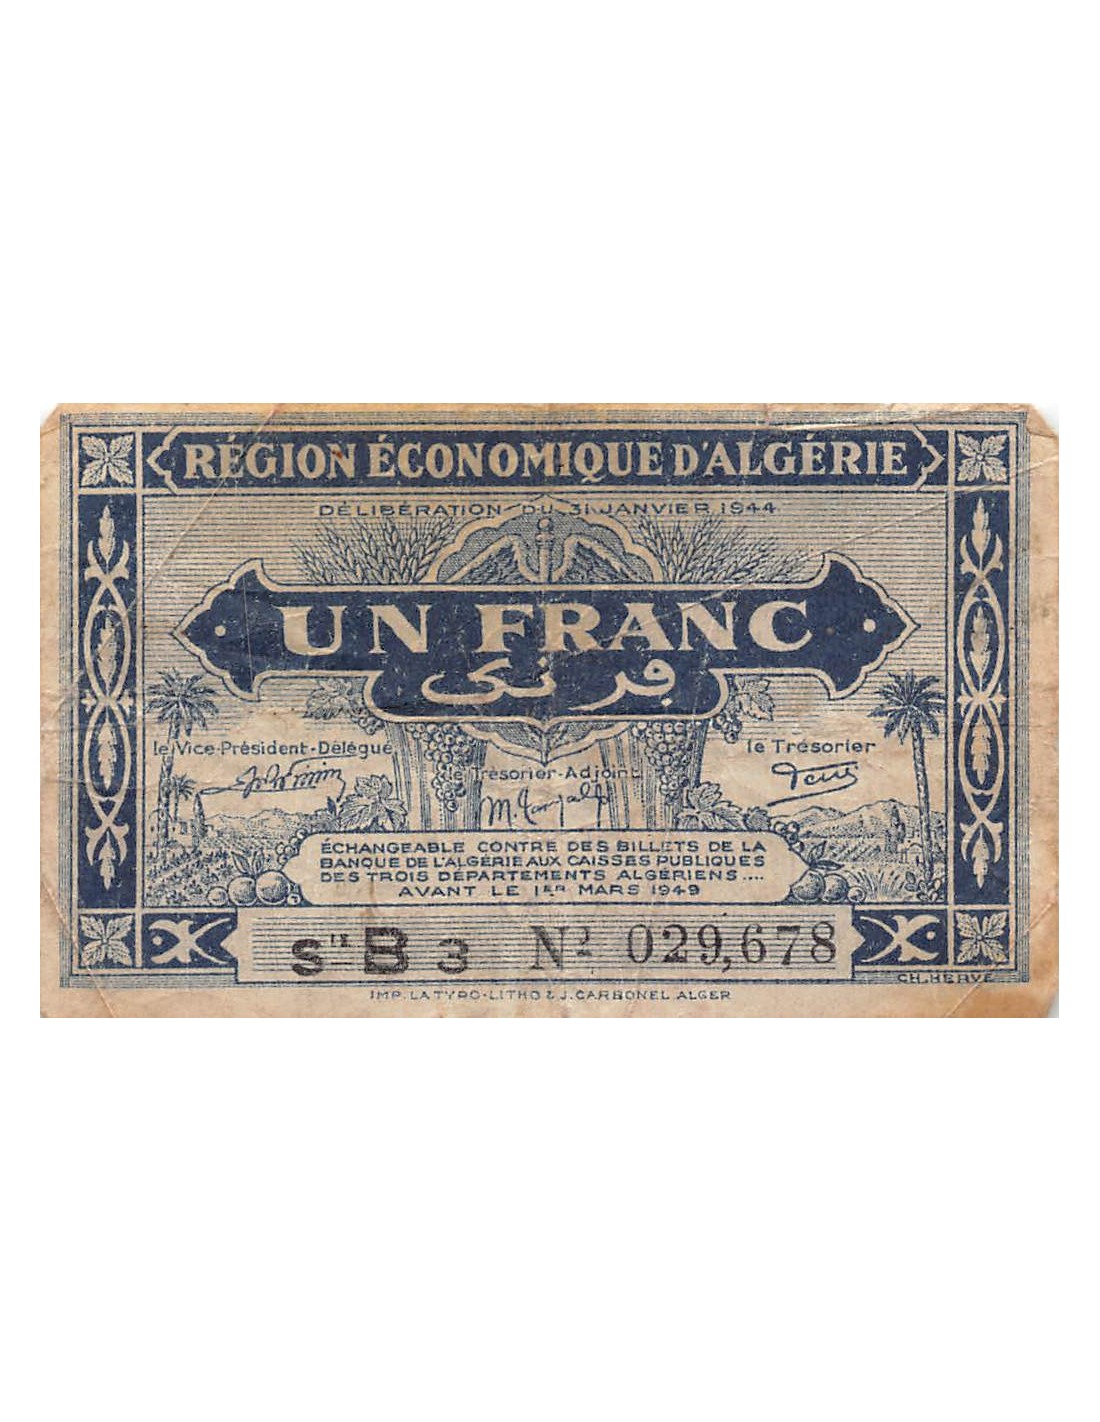 RÉGION ÉCONOMIQUE D'ALGÉRIE
DÉLIBÉRATION DU 31 JANVIER 1944
UN FRANC
فرنك
le Vice-Président-Délégué
le Trésorier
le Trésorier-Adjoint
ÉCHANGEABLE CONTRE DES BILLETS DE LA
BANQUE DE L'ALGÉRIE AUX CAISSES PUBLIQUES
DES TROIS DÉPARTEMENTS ALGÉRIENS....
AVANT LE 1ER MARS 1949
Sie B 3 No 029,678
CH.HERVÉ
IMP. LA TYPO-LITHO & J. CARBONEL ALGER